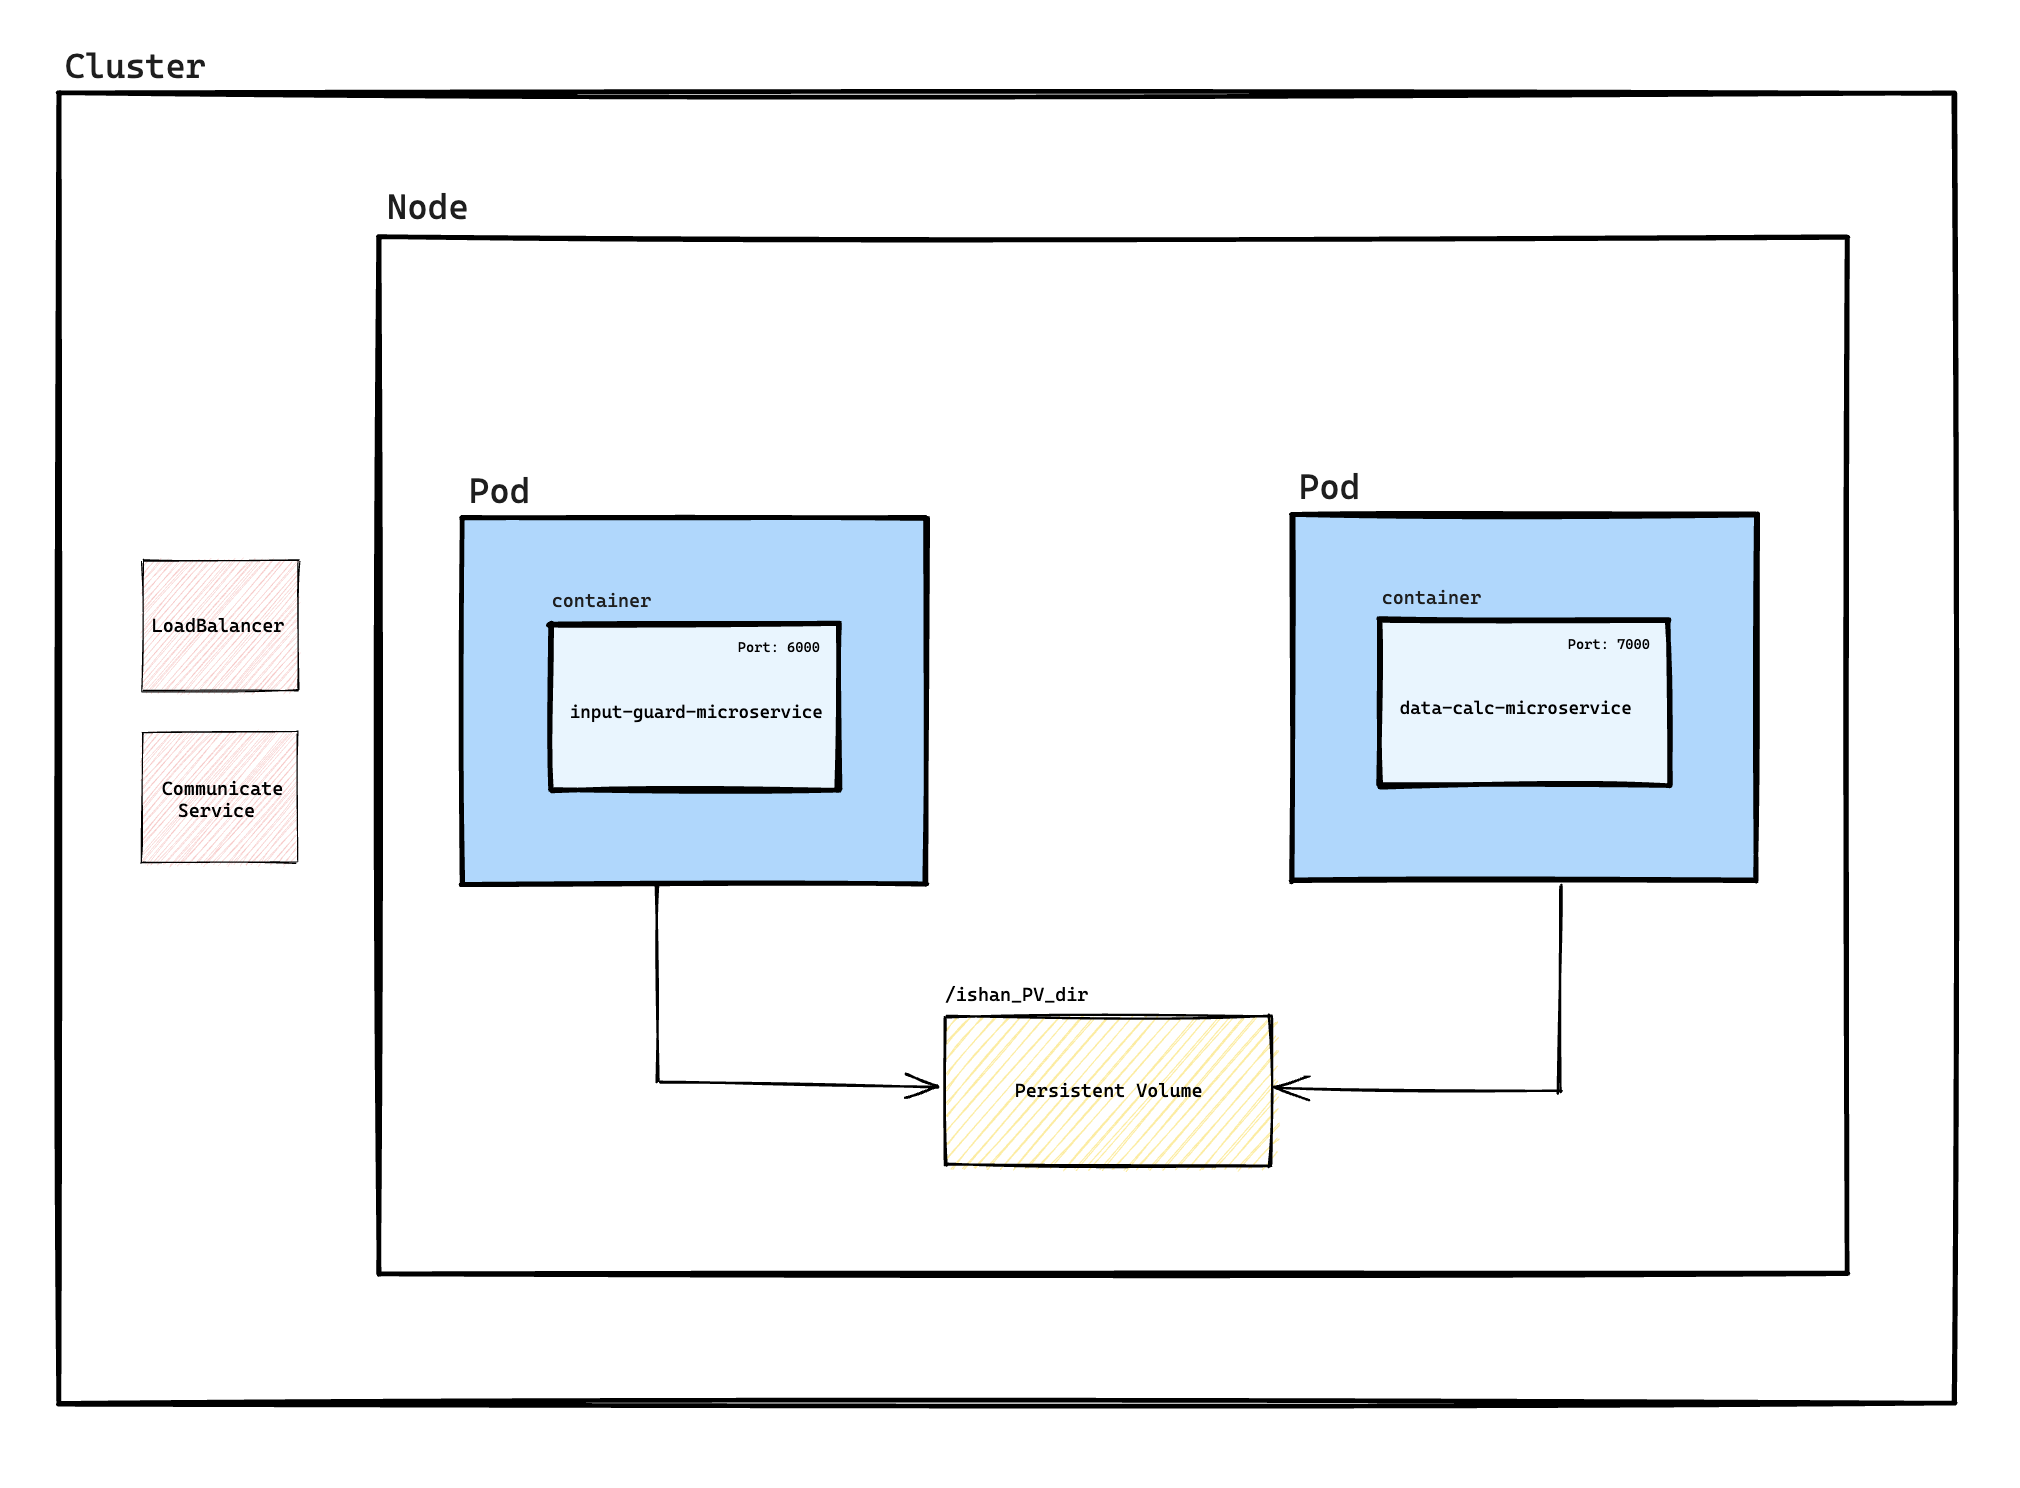 Cluster
Node
Pod
Pod
container
container
Port: 6000
Port: 7000
LoadBalancer
input-guard-microservice
data-calc-microservice
Communicate
Service
/ishan_PV_dir
Persistent Volume